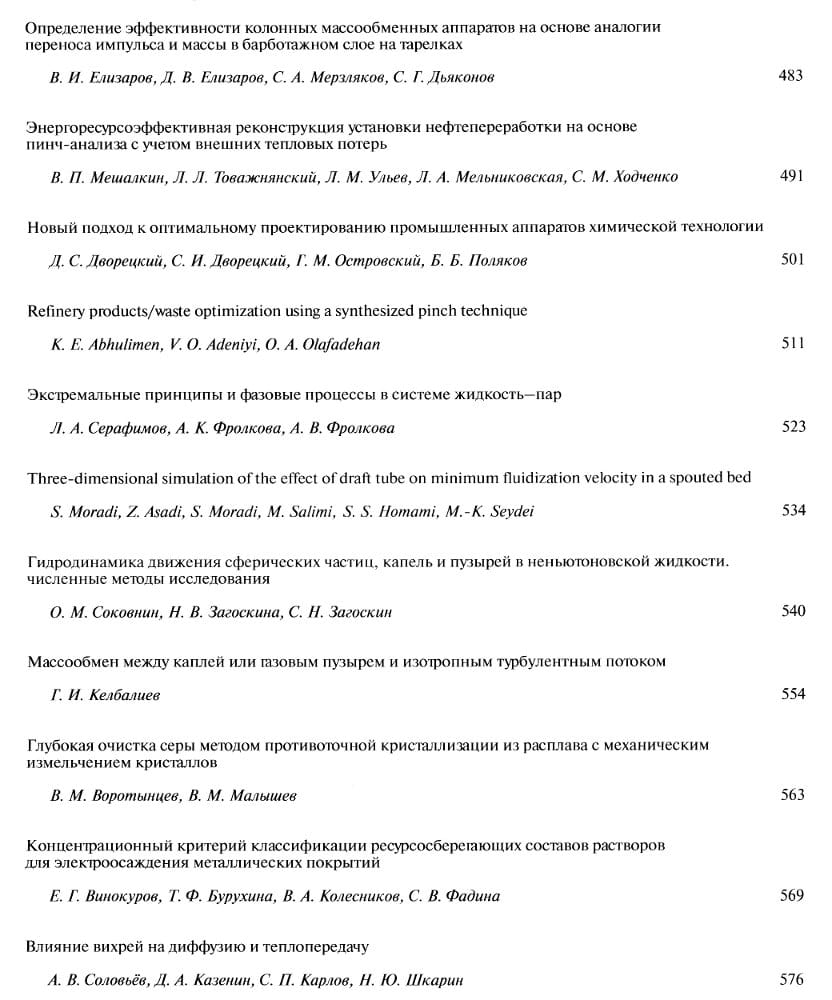 Определение эффективности колонных массообменных аппаратов на основе аналогии
переноса импульса и массы в барботажном слое на тарелках
В. И. Елизаров, Д. В. Елизаров, С. А. Мерзляков, С. Г. Дьяконов 483
Энергоресурсоэффективная реконструкция установки нефтепереработки на основе
пинч-анализа с учетом внешних тепловых потерь
В. П. Мешалкин, Л. Л. Товажнянский, Л. М. Ульев, Л. А. Мельниковская, С. М. Ходченко 491
Новый подход к оптимальному проектированию промышленных аппаратов химической технологии
Д. С. Дворецкий, С. И. Дворецкий, Г. М. Островский, Б. Б. Поляков 501
Refinery products/waste optimization using a synthesized pinch technique
K. E. Abhulimen, V. O. Adeniyi, O. A. Olafadehan 511
Экстремальные принципы и фазовые процессы в системе жидкость–пар
Л. А. Серафимов, А. К. Фролкова, А. В. Фролкова 523
Three-dimensional simulation of the effect of draft tube on minimum fluidization velocity in a spouted bed
S. Moradi, Z. Asadi, S. Moradi, M. Salimi, S. S. Homami, M.-K. Seydei 534
Гидродинамика движения сферических частиц, капель и пузырей в неньютоновской жидкости.
численные методы исследования
О. М. Соковнин, Н. В. Загоскина, С. Н. Загоскин 540
Массообмен между каплей или газовым пузырем и изотропным турбулентным потоком
Г. И. Келбалиев 554
Глубокая очистка серы методом противоточной кристаллизации из расплава с механическим
измельчением кристаллов
В. М. Воротынцев, В. М. Малышев 563
Концентрационный критерий классификации ресурсосберегающих составов растворов
для электроосаждения металлических покрытий
Е. Г. Винокуров, Т. Ф. Бурухина, В. А. Колесников, С. В. Фадина 569
Влияние вихрей на диффузию и теплопередачу
А. В. Соловьёв, Д. А. Казенин, С. П. Карлов, Н. Ю. Шкарин 576